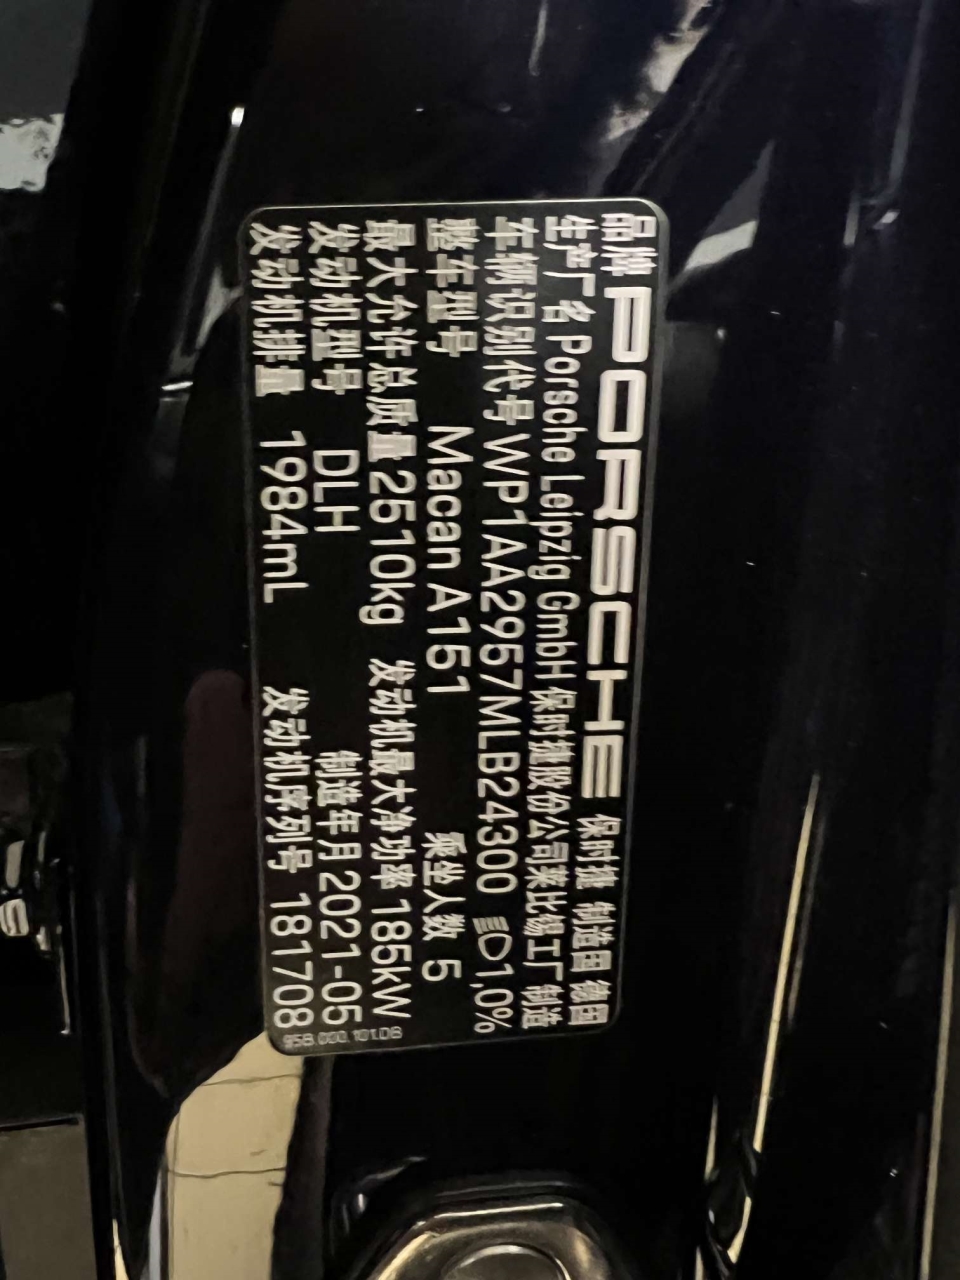 品牌 PORSCHE 保时捷 制造国 德国
生产厂名 Porsche Leipzig GmbH 保时捷股份公司莱比锡工厂制造
车辆识别代号 WP1AA2957MLB24300 1,0%
整车型号 Macan A151 乘坐人数 5
最大允许总质量 2510kg 发动机最大净功率 185kW
发动机型号 DLH 制造年月 2021-05
发动机排量 1984mL 发动机序列号 181708
95B.000.101.DB